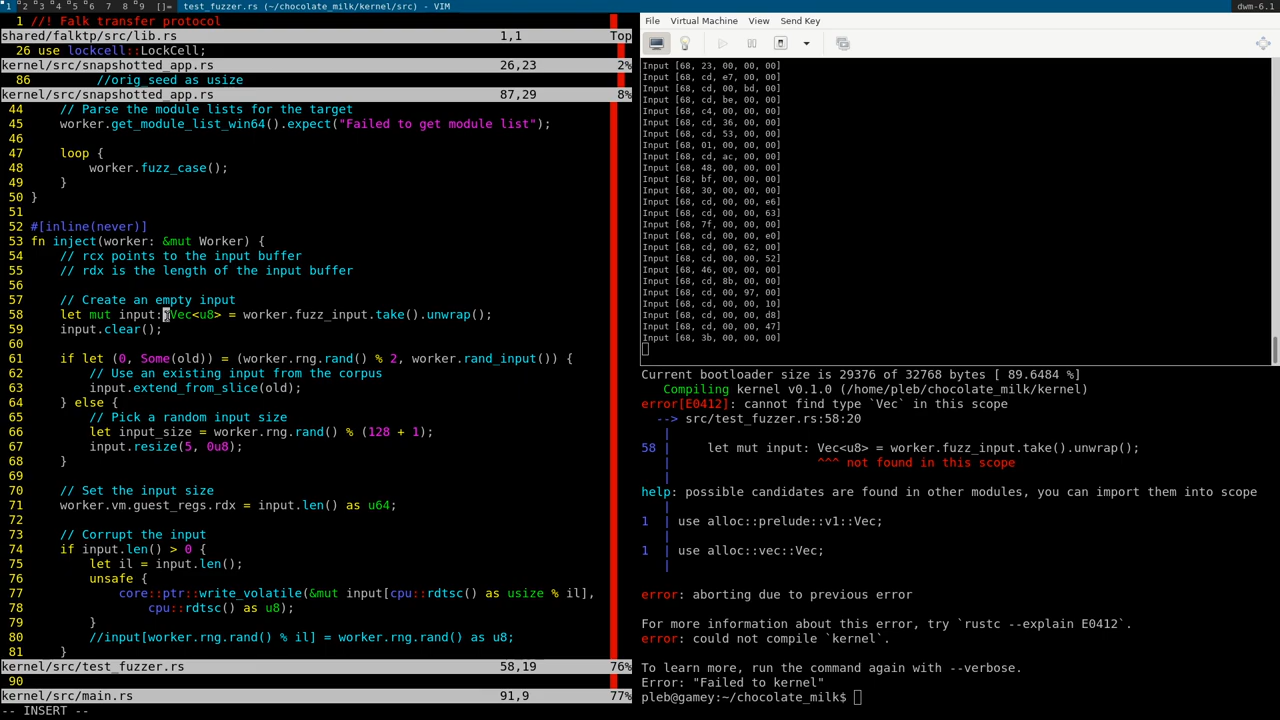 1 2 3 4 5 6 7 8 9 []= test_fuzzer.rs (~/chocolate_milk/kernel/src) - VIM dwm-6.1
1 //! Falk transfer protocol
shared/falktp/src/lib.rs 1,1 Top
26 use lockcell::LockCell;
kernel/src/snapshotted_app.rs 26,23 2%
86 //orig_seed as usize
kernel/src/snapshotted_app.rs 87,29 8%
44 // Parse the module lists for the target
45 worker.get_module_list_win64().expect("Failed to get module list");
46
47 loop {
48 worker.fuzz_case();
49 }
50 }
51
52 #[inline(never)]
53 fn inject(worker: &mut Worker) {
54 // rcx points to the input buffer
55 // rdx is the length of the input buffer
56
57 // Create an empty input
58 let mut input: Vec<u8> = worker.fuzz_input.take().unwrap();
59 input.clear();
60
61 if let (0, Some(old)) = (worker.rng.rand() % 2, worker.rand_input()) {
62 // Use an existing input from the corpus
63 input.extend_from_slice(old);
64 } else {
65 // Pick a random input size
66 let input_size = worker.rng.rand() % (128 + 1);
67 input.resize(5, 0u8);
68 }
69
70 // Set the input size
71 worker.vm.guest_regs.rdx = input.len() as u64;
72
73 // Corrupt the input
74 if input.len() > 0 {
75 let il = input.len();
76 unsafe {
77 core::ptr::write_volatile(&mut input[cpu::rdtsc() as usize % il],
78 cpu::rdtsc() as u8);
79 }
80 //input[worker.rng.rand() % il] = worker.rng.rand() as u8;
81 }
kernel/src/test_fuzzer.rs 58,19 76%
90
kernel/src/main.rs 91,9 77%
-- INSERT --
File Virtual Machine View Send Key
Input [68, 23, 00, 00, 00]
Input [68, cd, e7, 00, 00]
Input [68, cd, 00, bd, 00]
Input [68, cd, be, 00, 00]
Input [68, c4, 00, 00, 00]
Input [68, cd, 36, 00, 00]
Input [68, cd, 53, 00, 00]
Input [68, 01, 00, 00, 00]
Input [68, cd, ac, 00, 00]
Input [68, 48, 00, 00, 00]
Input [68, bf, 00, 00, 00]
Input [68, 30, 00, 00, 00]
Input [68, cd, 00, 00, e6]
Input [68, cd, 00, 00, 63]
Input [68, 7f, 00, 00, 00]
Input [68, cd, 00, 00, e0]
Input [68, cd, 00, 62, 00]
Input [68, cd, 00, 00, 52]
Input [68, 46, 00, 00, 00]
Input [68, cd, 8b, 00, 00]
Input [68, cd, 00, 97, 00]
Input [68, cd, 00, 00, 10]
Input [68, cd, 00, 00, d8]
Input [68, cd, 00, 00, 47]
Input [68, 3b, 00, 00, 00]
Current bootloader size is 29376 of 32768 bytes [ 89.6484 %]
Compiling kernel v0.1.0 (/home/pleb/chocolate_milk/kernel)
error[E0412]: cannot find type `Vec` in this scope
--> src/test_fuzzer.rs:58:20
|
58 | let mut input: Vec<u8> = worker.fuzz_input.take().unwrap();
| ^^^ not found in this scope
|
help: possible candidates are found in other modules, you can import them into scope
|
1 | use alloc::prelude::v1::Vec;
|
1 | use alloc::vec::Vec;
|
error: aborting due to previous error
For more information about this error, try `rustc --explain E0412`.
error: could not compile `kernel`.
To learn more, run the command again with --verbose.
Error: "Failed to kernel"
pleb@gamey:~/chocolate_milk$